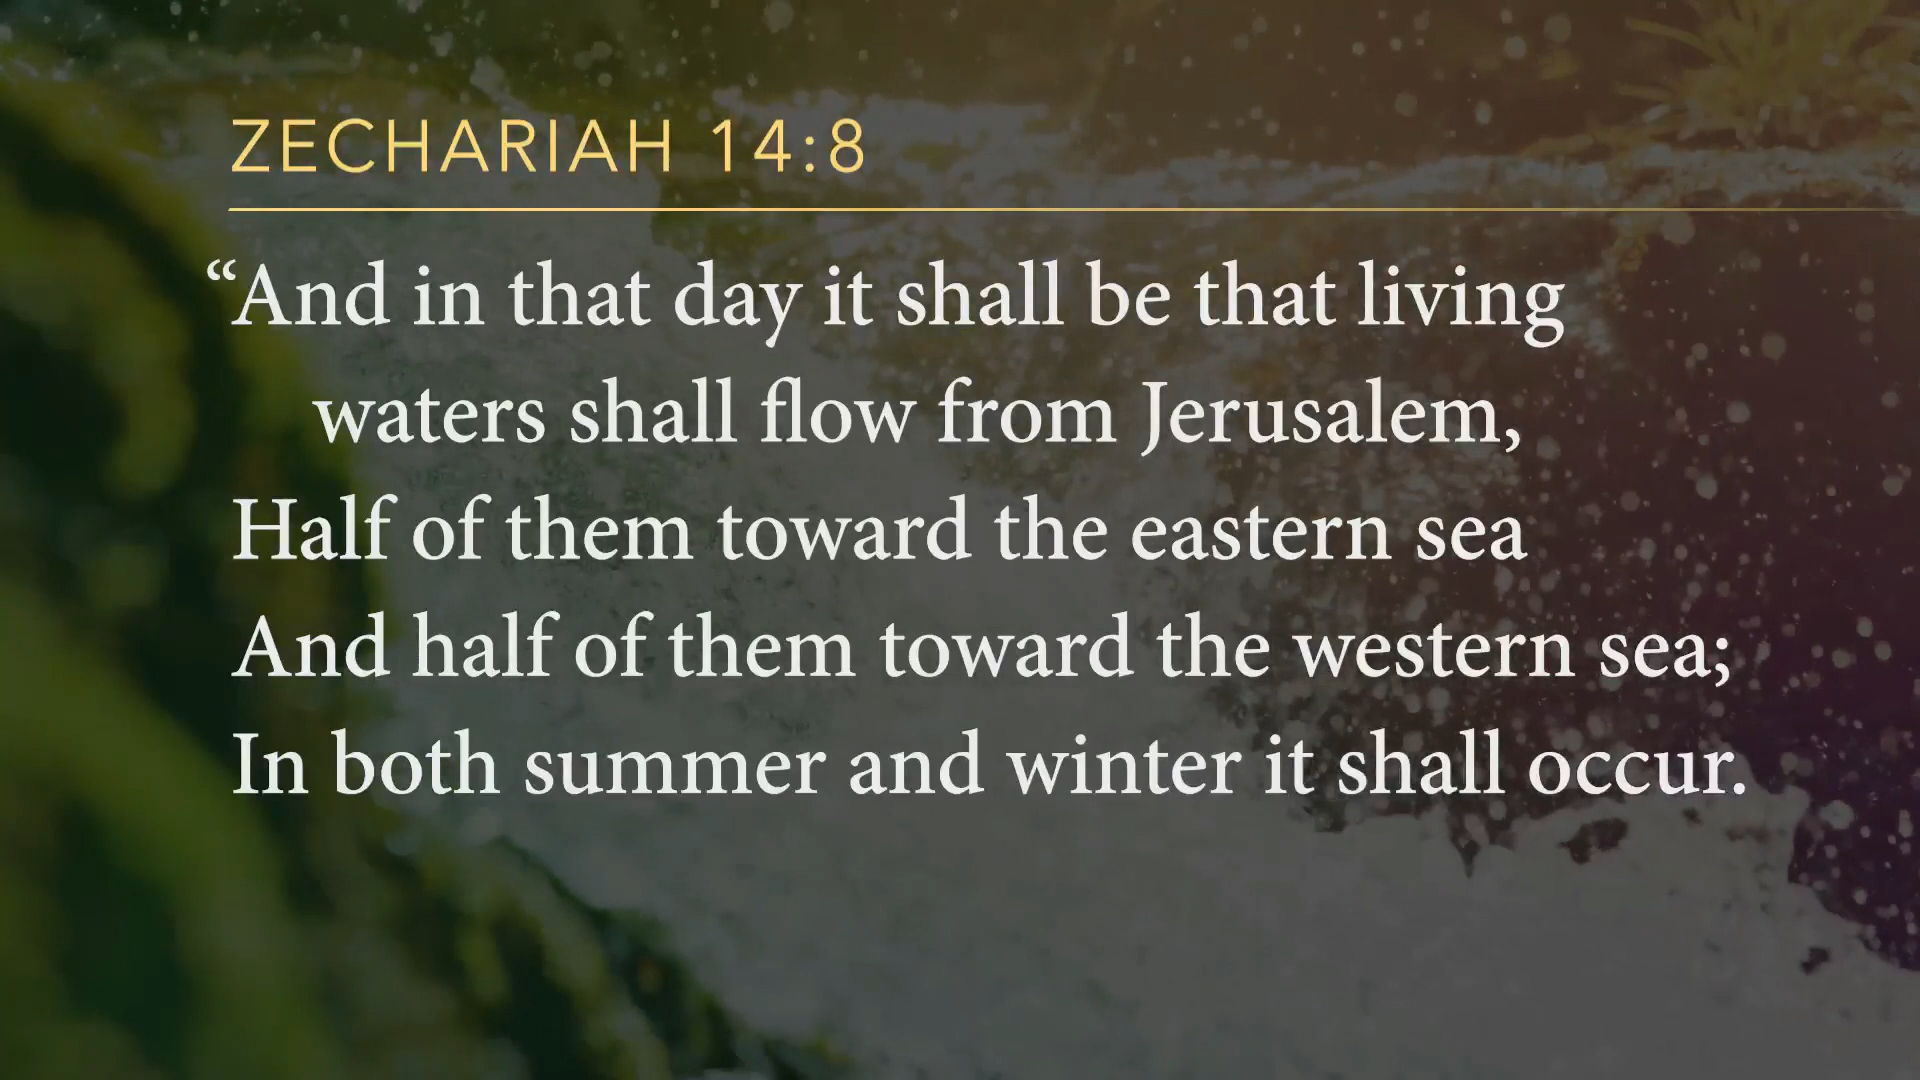 ZECHARIAH 14:8
“And in that day it shall be that living
waters shall flow from Jerusalem,
Half of them toward the eastern sea
And half of them toward the western sea;
In both summer and winter it shall occur.